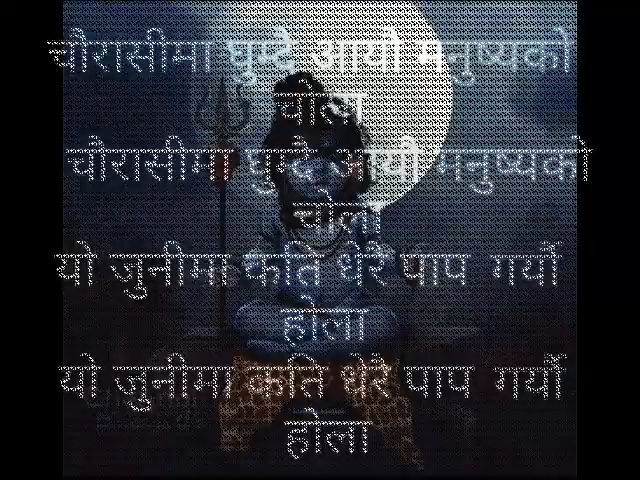 चौरासीमा घुम्दै आयौ मनुष्यको
चोला
चौरासीमा घुम्दै आयौ मनुष्यको
चोला
यो जुनीमा कति धेरै पाप गर्यौ
होला
यो जुनीमा कति धेरै पाप गर्यौ
होला